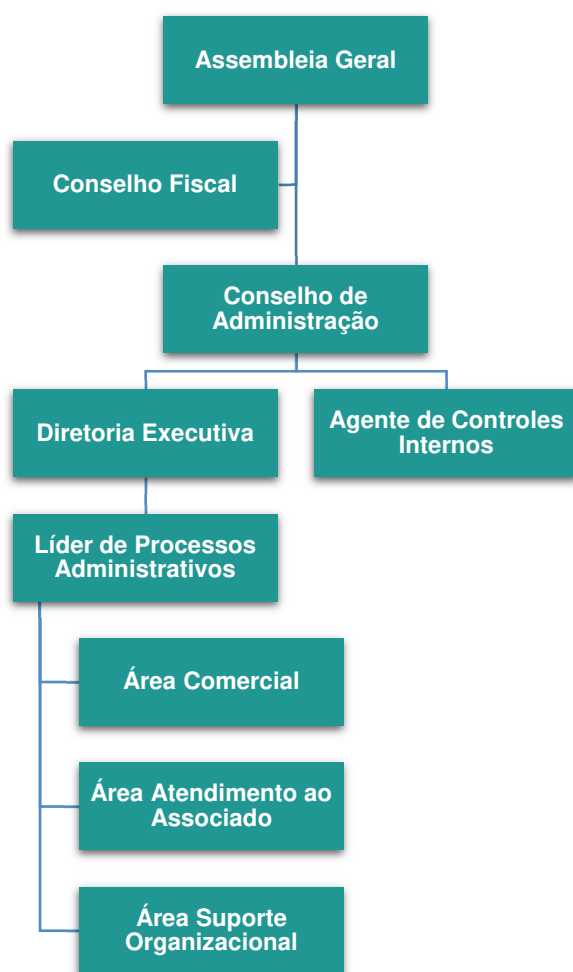 Assembleia Geral
Conselho Fiscal
Conselho de
Administração
Diretoria Executiva
Agente de Controles
Internos
Líder de Processos
Administrativos
Área Comercial
Área Atendimento ao
Associado
Área Suporte
Organizacional